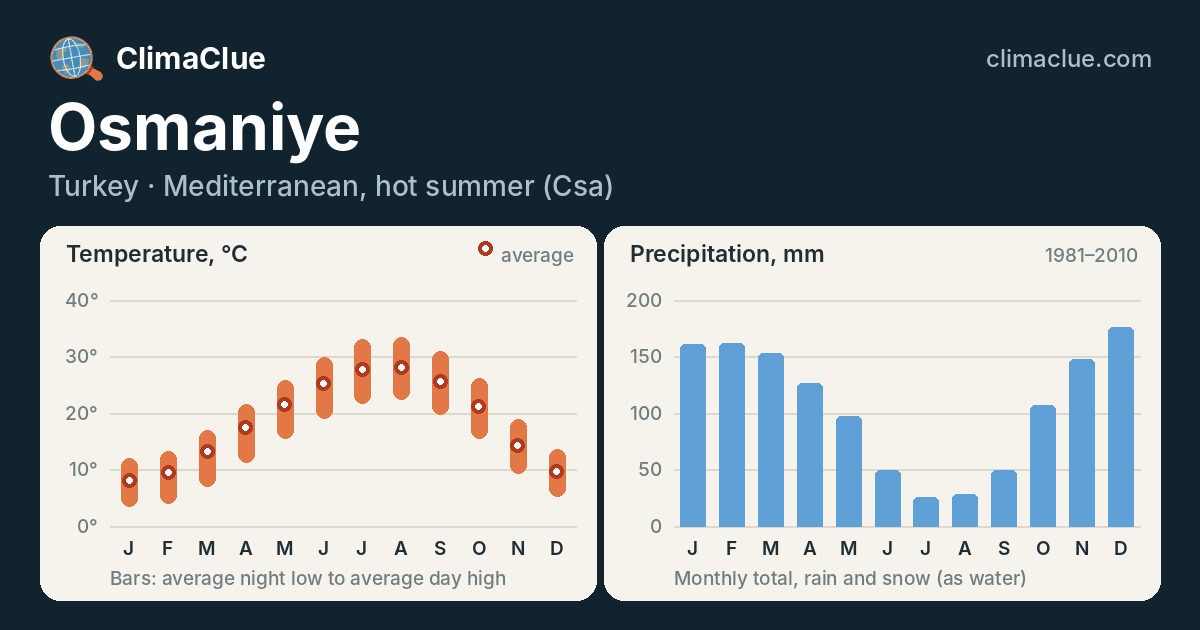 ClimaClue
climaclue.com
Osmaniye
Turkey · Mediterranean, hot summer (Csa)
Temperature, °C
average
40°
30°
20°
10°
0°
J F M A M J J A S O N D
Bars: average night low to average day high
Precipitation, mm
1981–2010
200
150
100
50
0
J F M A M J J A S O N D
Monthly total, rain and snow (as water)